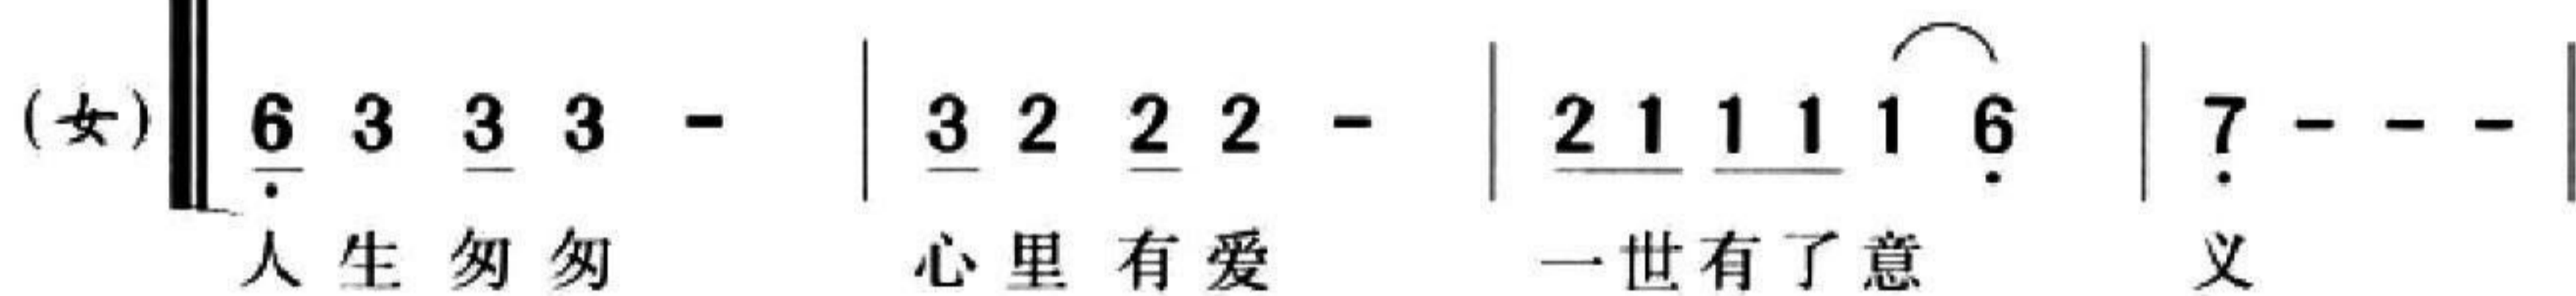 (女) 6 3 3 3 - | 3 2 2 2 - | 2 1 1 1 1 6 | 7 - - - |
人生匆匆 心里有爱 一世有了意 义